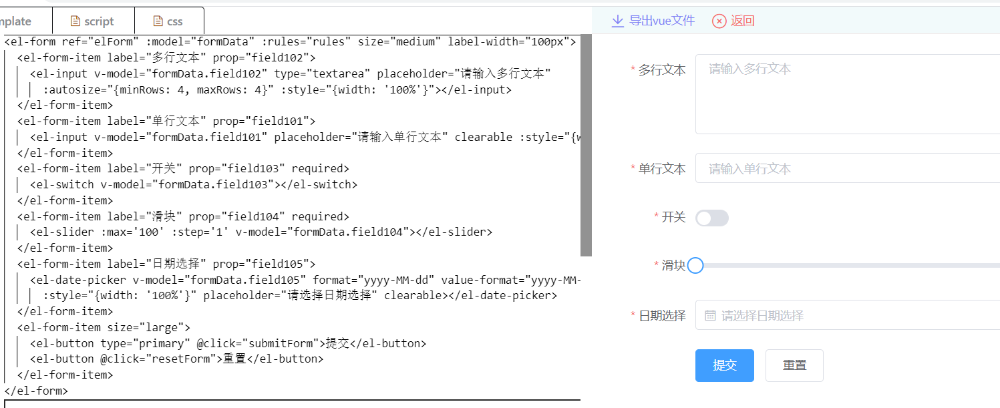 mplate
script
css
<el-form ref="elForm" :model="formData" :rules="rules" size="medium" label-width="100px">
<el-form-item label="多行文本" prop="field102">
<el-input v-model="formData.field102" type="textarea" placeholder="请输入多行文本"
:autosize="{minRows: 4, maxRows: 4}" :style="{width: '100%'}"></el-input>
</el-form-item>
<el-form-item label="单行文本" prop="field101">
<el-input v-model="formData.field101" placeholder="请输入单行文本" clearable :style="{w
</el-form-item>
<el-form-item label="开关" prop="field103" required>
<el-switch v-model="formData.field103"></el-switch>
</el-form-item>
<el-form-item label="滑块" prop="field104" required>
<el-slider :max='100' :step='1' v-model="formData.field104"></el-slider>
</el-form-item>
<el-form-item label="日期选择" prop="field105">
<el-date-picker v-model="formData.field105" format="yyyy-MM-dd" value-format="yyyy-MM-
:style="{width: '100%'}" placeholder="请选择日期选择" clearable></el-date-picker>
</el-form-item>
<el-form-item size="large">
<el-button type="primary" @click="submitForm">提交</el-button>
<el-button @click="resetForm">重置</el-button>
</el-form-item>
</el-form>
导出vue文件
返回
* 多行文本
请输入多行文本
* 单行文本
请输入单行文本
* 开关
* 滑块
* 日期选择
请选择日期选择
提交
重置